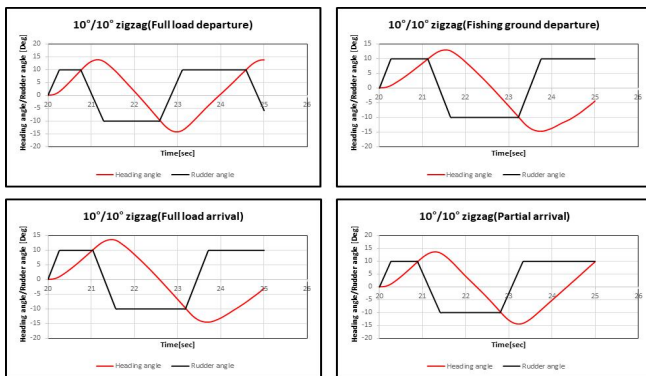 10°/10° zigzag(Full load departure)
Heading angle/Rudder angle [Deg]
20
15
10
5
0
-5
-10
-15
-20
20 21 22 23 24 25 26
Time[sec]
Heading angle Rudder angle
10°/10° zigzag(Fishing ground departure)
Heading angle/Rudder angle [Deg]
15
10
5
0
-5
-10
-15
-20
20 21 22 23 24 25 26
Time[sec]
Heading angle Rudder angle
10°/10° zigzag(Full load arrival)
Heading angle/Rudder angle [Deg]
15
10
5
0
-5
-10
-15
-20
20 21 22 23 24 25 26
Time[sec]
Heading angle Rudder angle
10°/10° zigzag(Partial arrival)
Heading angle/Rudder angle [Deg]
20
15
10
5
0
-5
-10
-15
-20
20 21 22 23 24 25 26
Time[sec]
Heading angle Rudder angle